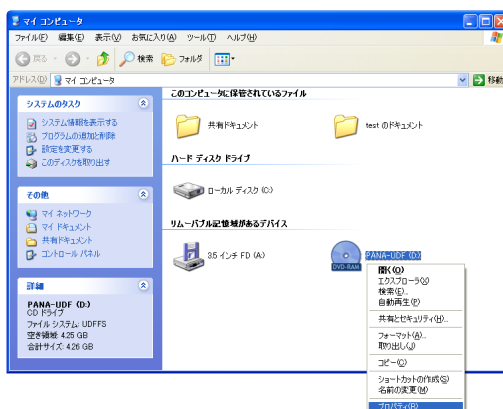 マイ コンピュータ
ファイル(F) 編集(E) 表示(V) お気に入り(A) ツール(T) ヘルプ(H)
戻る 検索 フォルダ
アドレス(D) マイ コンピュータ 移動
システムのタスク
システム情報を表示する
プログラムの追加と削除
設定を変更する
このディスクを取り出す
その他
マイ ネットワーク
マイ ドキュメント
共有ドキュメント
コントロール パネル
詳細
PANA-UDF (D:)
CD ドライブ
ファイル システム: UDFFS
空き領域: 4.25 GB
合計サイズ: 4.26 GB
このコンピュータに保管されているファイル
共有ドキュメント
test のドキュメント
ハード ディスク ドライブ
ローカル ディスク (C:)
リムーバブル記憶域があるデバイス
3.5 インチ FD (A:)
DVD-RAM
PANA-UDF (D:)
開く(O)
エクスプローラ(X)
検索(E)...
自動再生(P)
共有とセキュリティ(H)...
フォーマット(A)...
取り出し(J)
コピー(C)
ショートカットの作成(S)
名前の変更(M)
プロパティ(R)